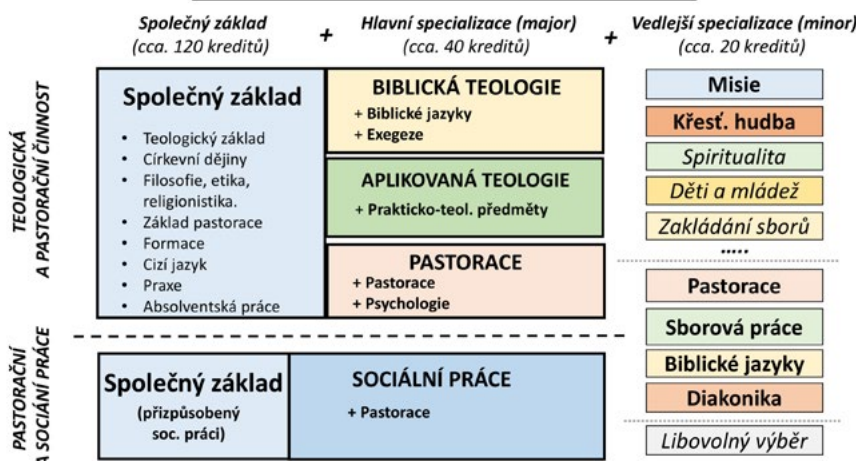 Společný základ
(cca. 120 kreditů)
+
Hlavní specializace (major)
(cca. 40 kreditů)
+
Vedlejší specializace (minor)
(cca. 20 kreditů)
TEOLOGICKÁ
A PASTORAČNÍ ČINNOST
Společný základ
• Teologický základ
• Církevní dějiny
• Filosofie, etika,
religionistika.
• Základ pastorace
• Formace
• Cizí jazyk
• Praxe
• Absolventská práce
BIBLICKÁ TEOLOGIE
+ Biblické jazyky
+ Exegeze
APLIKOVANÁ TEOLOGIE
+ Prakticko-teol. předměty
PASTORACE
+ Pastorace
+ Psychologie
Misie
Křesť. hudba
Spiritualita
Děti a mládež
Zakládání sborů
.....
Pastorace
Sborová práce
Biblické jazyky
Diakonika
Libovolný výběr
PASTORAČNÍ
A SOCIÁNÍ PRÁCE
Společný základ
(přizpůsobený
soc. práci)
SOCIÁLNÍ PRÁCE
+ Pastorace